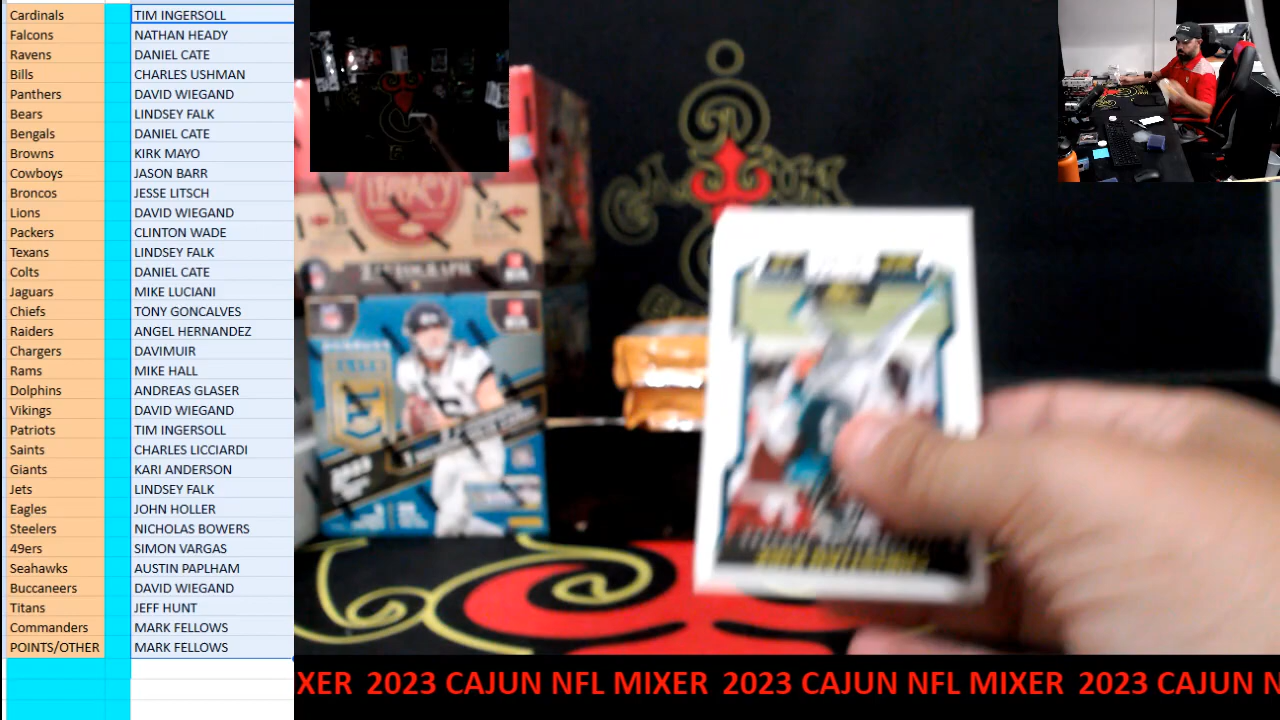 Cardinals TIM INGERSOLL
Falcons NATHAN HEADY
Ravens DANIEL CATE
Bills CHARLES USHMAN
Panthers DAVID WIEGAND
Bears LINDSEY FALK
Bengals DANIEL CATE
Browns KIRK MAYO
Cowboys JASON BARR
Broncos JESSE LITSCH
Lions DAVID WIEGAND
Packers CLINTON WADE
Texans LINDSEY FALK
Colts DANIEL CATE
Jaguars MIKE LUCIANI
Chiefs TONY GONCALVES
Raiders ANGEL HERNANDEZ
Chargers DAVIMUIR
Rams MIKE HALL
Dolphins ANDREAS GLASER
Vikings DAVID WIEGAND
Patriots TIM INGERSOLL
Saints CHARLES LICCIARDI
Giants KARI ANDERSON
Jets LINDSEY FALK
Eagles JOHN HOLLER
Steelers NICHOLAS BOWERS
49ers SIMON VARGAS
Seahawks AUSTIN PAPLHAM
Buccaneers DAVID WIEGAND
Titans JEFF HUNT
Commanders MARK FELLOWS
POINTS/OTHER MARK FELLOWS
LEGACY
12
XER 2023 CAJUN NFL MIXER 2023 CAJUN NFL MIXER 2023 CAJUN N